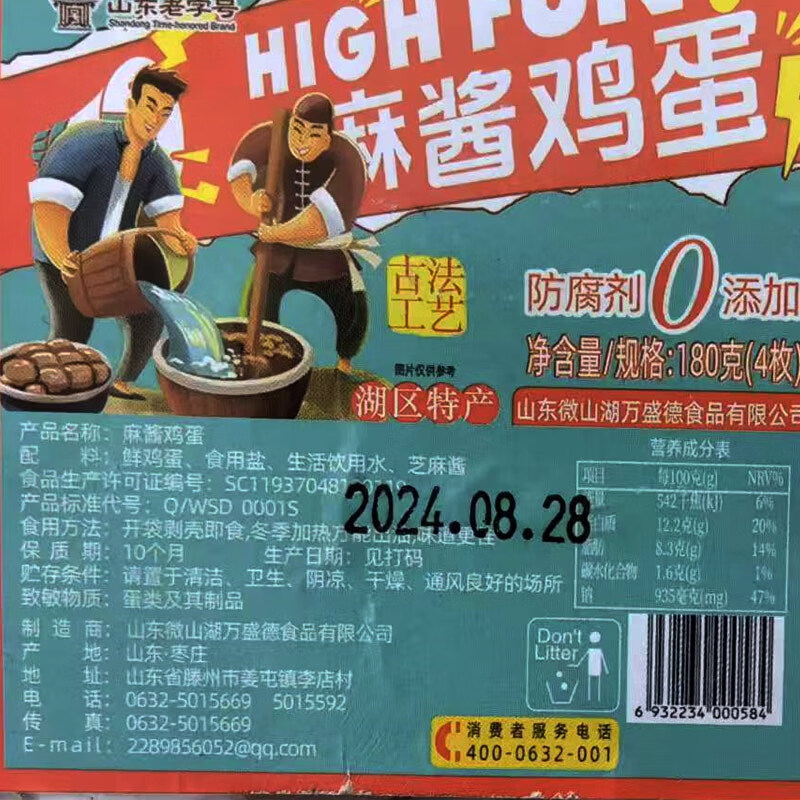 山东老字号
Shandong Time-honored Brand
HIGH FUN
麻酱鸡蛋
古法
工艺
防腐剂0添加
图片仅供参考
净含量/规格:180克(4枚)
湖区特产
山东微山湖万盛德食品有限公司
产品名称: 麻酱鸡蛋
配 料: 鲜鸡蛋、食用盐、生活饮用水、芝麻酱
食品生产许可证编号: SC119370481
产品标准代号: Q/WSD 0001S
2024.08.28
食用方法: 开袋剥壳即食,冬季加热方能出油,味道更佳
保 质 期: 10个月 生产日期: 见打码
贮存条件: 请置于清洁、卫生、阴凉、干燥、通风良好的场所
致敏物质: 蛋类及其制品
制 造 商: 山东微山湖万盛德食品有限公司
产 地: 山东·枣庄
地 址: 山东省滕州市姜屯镇李店村
电 话: 0632-5015669 5015592
传 真: 0632-5015669
E-mail: 2289856052@qq.com
营养成分表
项目 每100克(g) NRV%
542千焦(kJ) 6%
12.2克(g) 20%
脂肪 8.3克(g) 14%
碳水化合物 1.6克(g) 1%
钠 935毫克(mg) 47%
Don't
Litter
6 932234 000584
消费者服务电话
400-0632-001